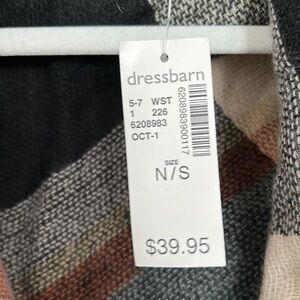 dressbarn
5-7 WST
1 226
6208983
OCT-1
6208983900117
SIZE
N/S
$39.95